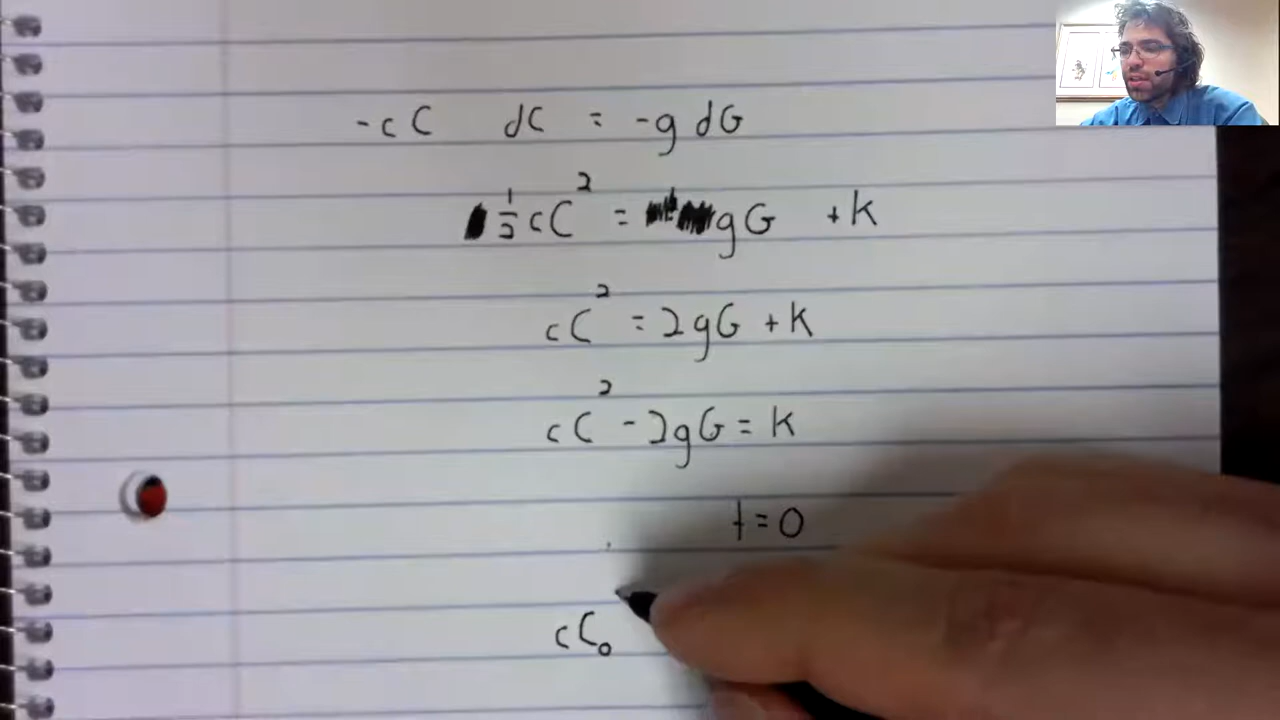 -cC dC = -g dG
½cC² = gG + K
cC² = 2gG + K
cC² - 2gG = K
t = 0
cC₀